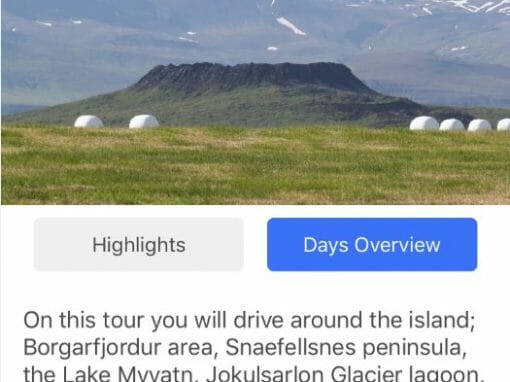 Highlights
Days Overview
On this tour you will drive around the island;
Borgarfjordur area, Snaefellsnes peninsula,
the Lake Myvatn, Jokulsarlon Glacier lagoon,